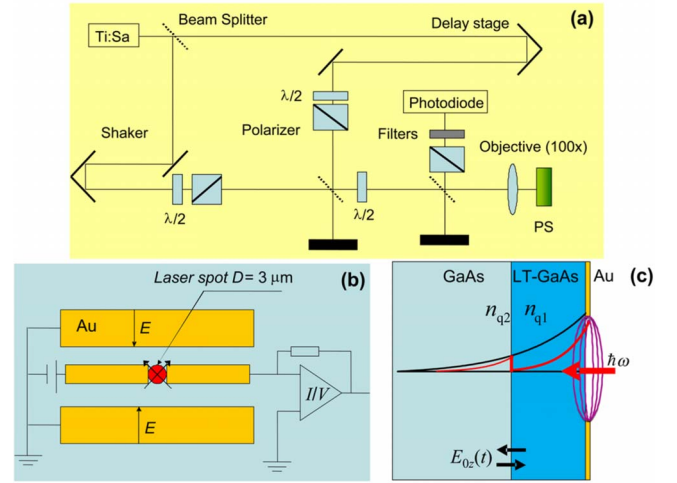 (a)
Beam Splitter
Delay stage
Ti:Sa
λ/2
Photodiode
Polarizer
Filters
Objective (100x)
Shaker
λ/2
λ/2
PS
(b)
Laser spot D = 3 μm
Au
E
I/V
E
(c)
GaAs
LT-GaAs
Au
n_q2
n_q1
ħω
E_0z(t)